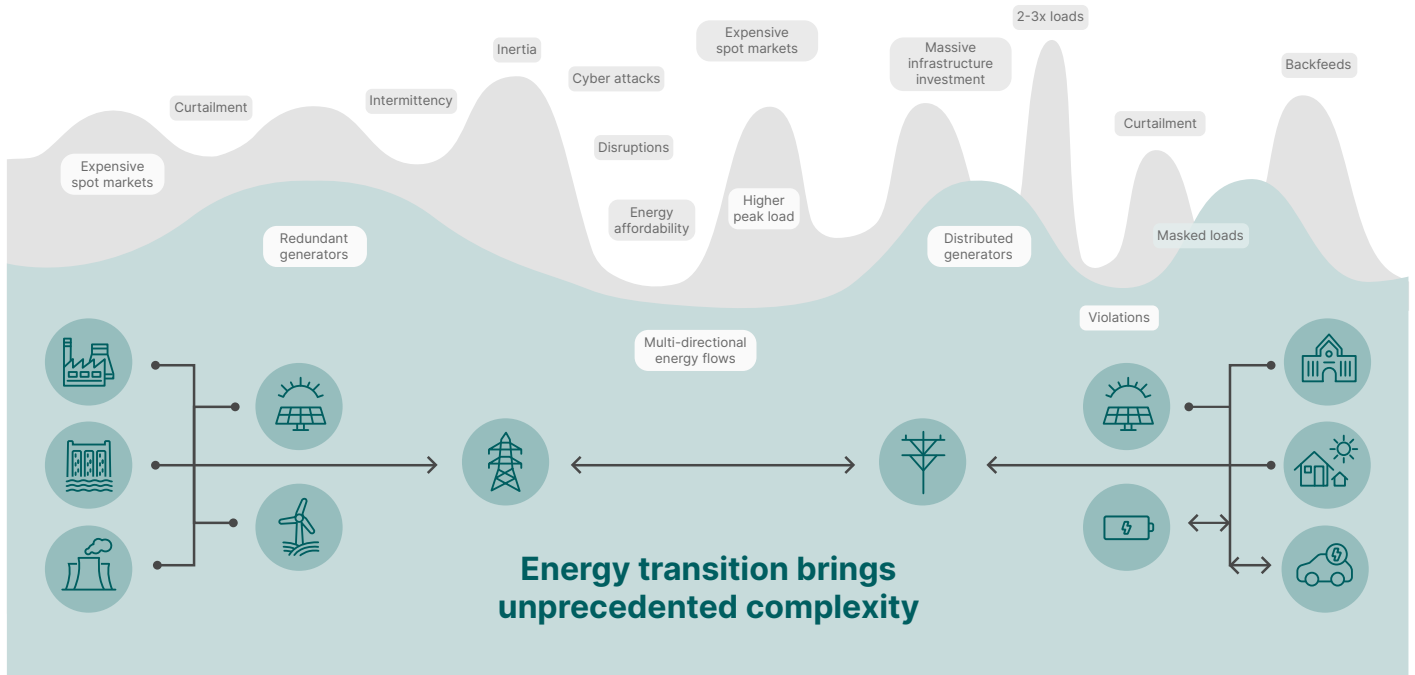 2-3x loads
Expensive
spot markets
Inertia
Massive
infrastructure
investment
Backfeeds
Cyber attacks
Intermittency
Curtailment
Curtailment
Disruptions
Expensive
spot markets
Higher
peak load
Energy
affordability
Masked loads
Redundant
generators
Distributed
generators
Violations
Multi-directional
energy flows
Energy transition brings
unprecedented complexity